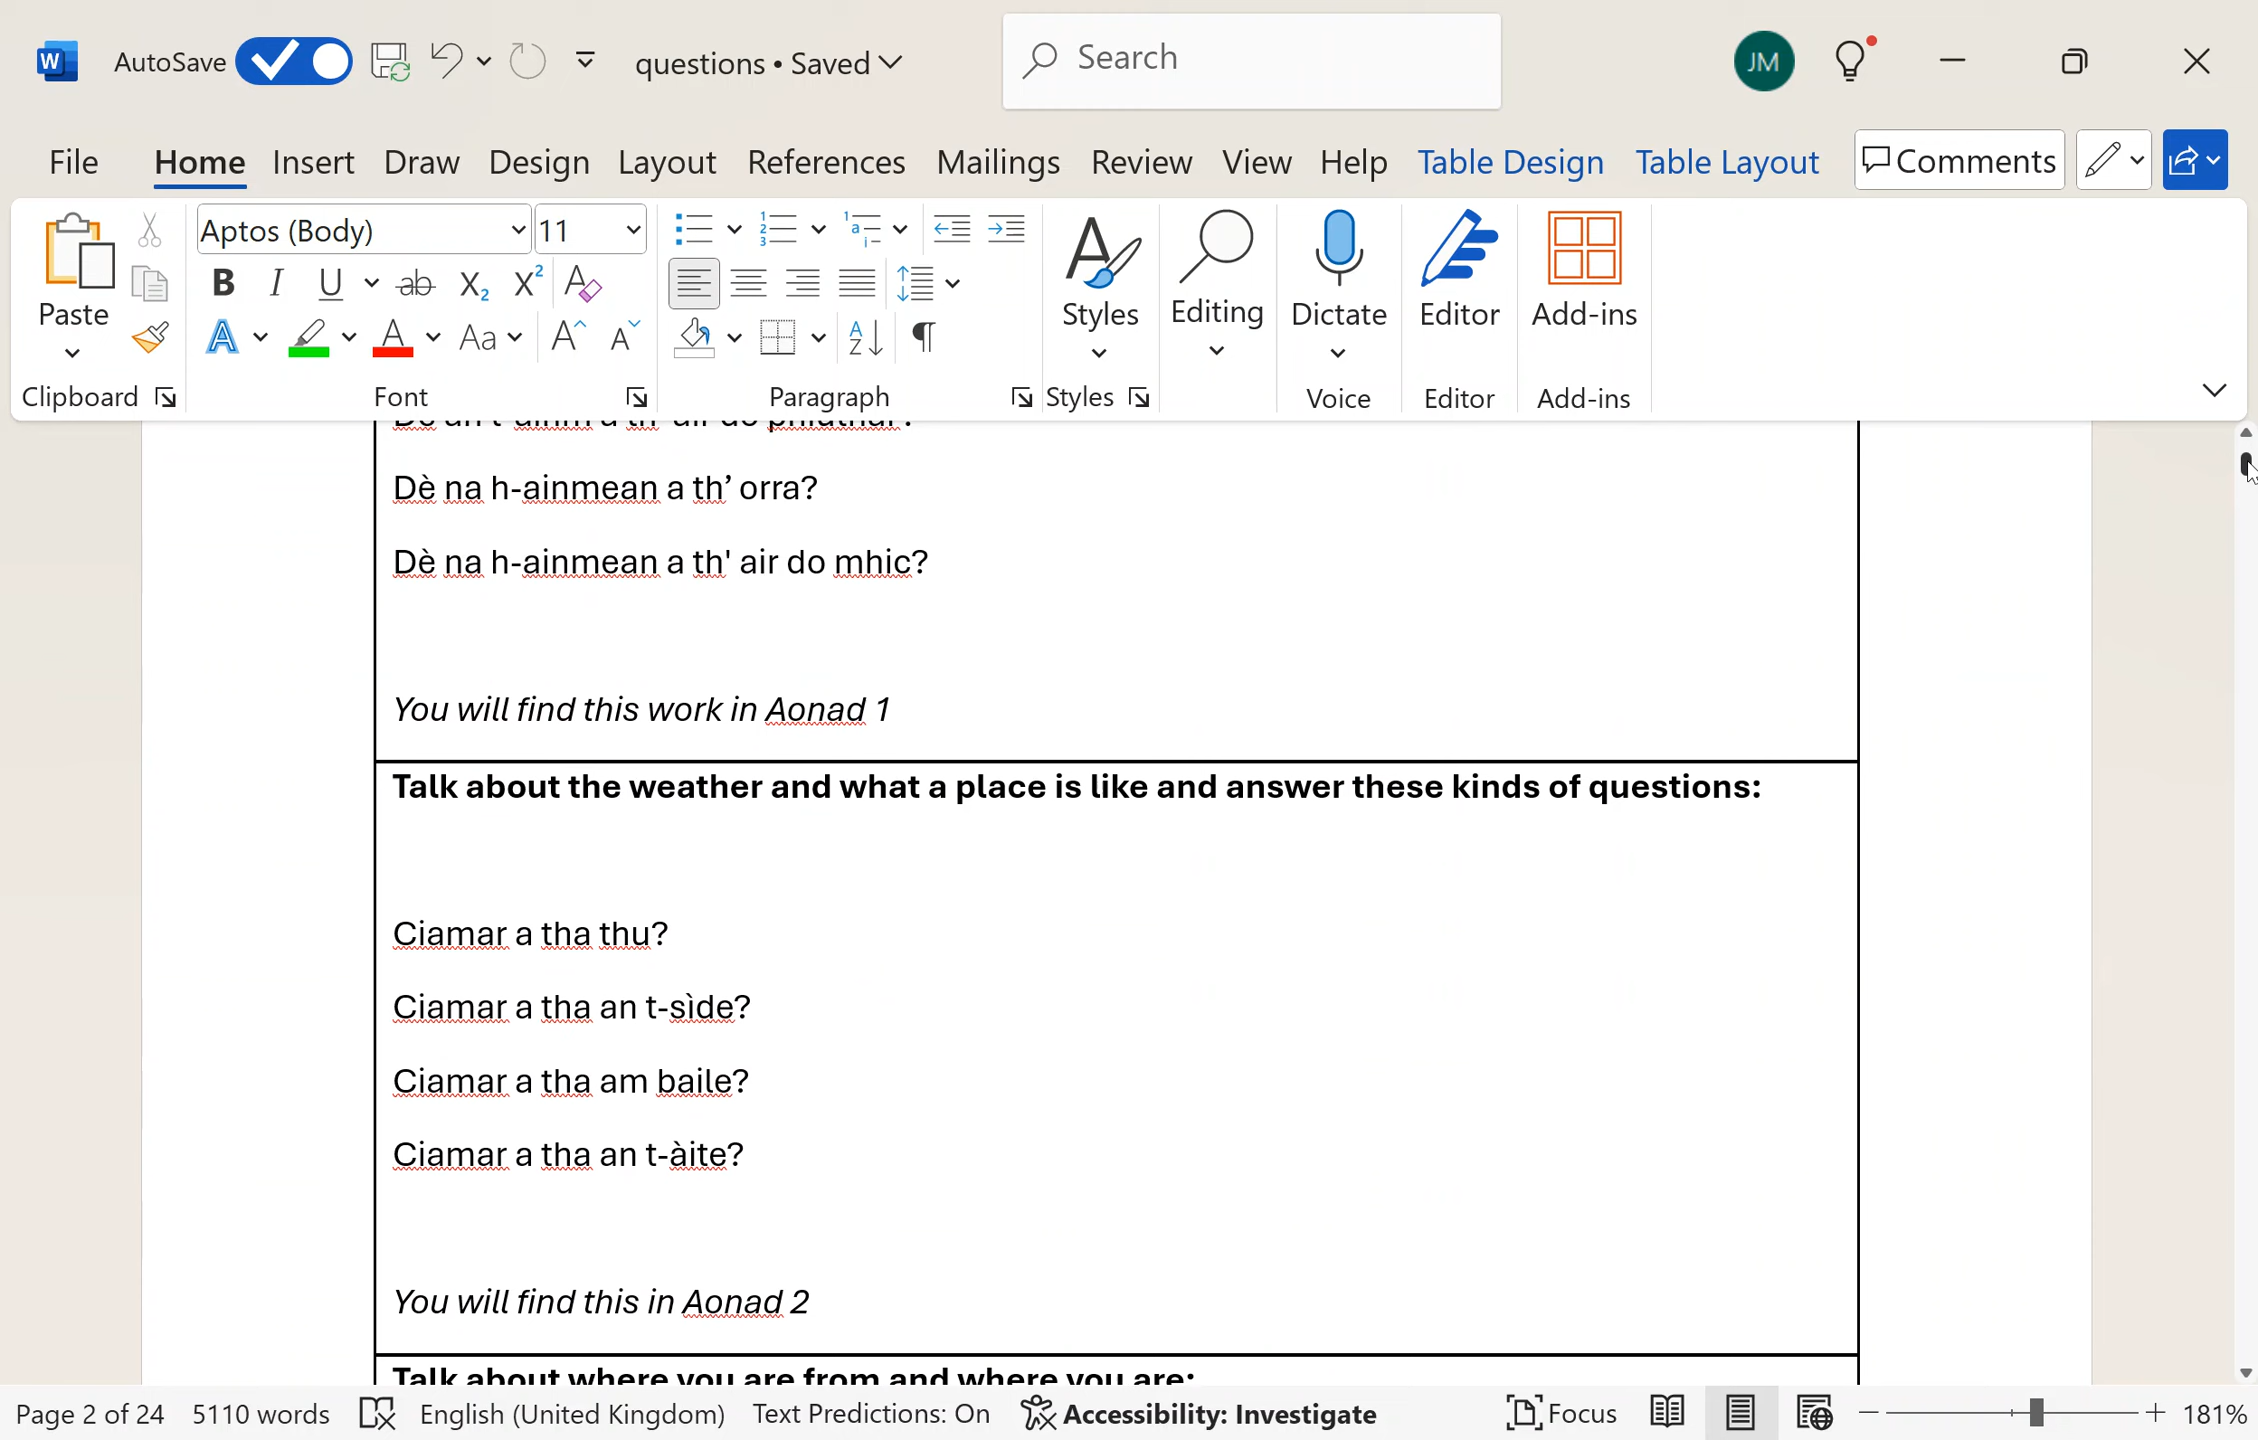 AutoSave
questions • Saved
Search
JM
File Home Insert Draw Design Layout References Mailings Review View Help Table Design Table Layout Comments
Paste
Aptos (Body) 11
Styles Editing Dictate Editor Add-ins
Clipboard Font Paragraph Styles Voice Editor Add-ins
Dè na h-ainmean a th’ orra?
Dè na h-ainmean a th' air do mhic?
You will find this work in Aonad 1
Talk about the weather and what a place is like and answer these kinds of questions:
Ciamar a tha thu?
Ciamar a tha an t-sìde?
Ciamar a tha am baile?
Ciamar a tha an t-àite?
You will find this in Aonad 2
Talk about where you are from and where you are:
Page 2 of 24 5110 words English (United Kingdom) Text Predictions: On Accessibility: Investigate Focus 181%